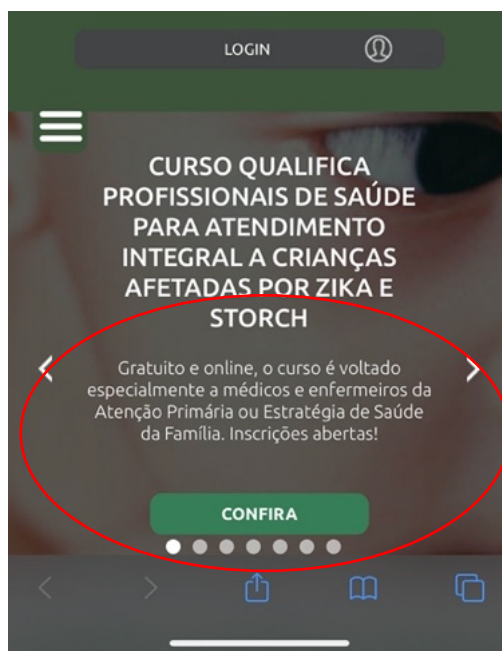 LOGIN
CURSO QUALIFICA
PROFISSIONAIS DE SAÚDE
PARA ATENDIMENTO
INTEGRAL A CRIANÇAS
AFETADAS POR ZIKA E
STORCH
Gratuito e online, o curso é voltado
especialmente a médicos e enfermeiros da
Atenção Primária ou Estratégia de Saúde
da Família. Inscrições abertas!
CONFIRA